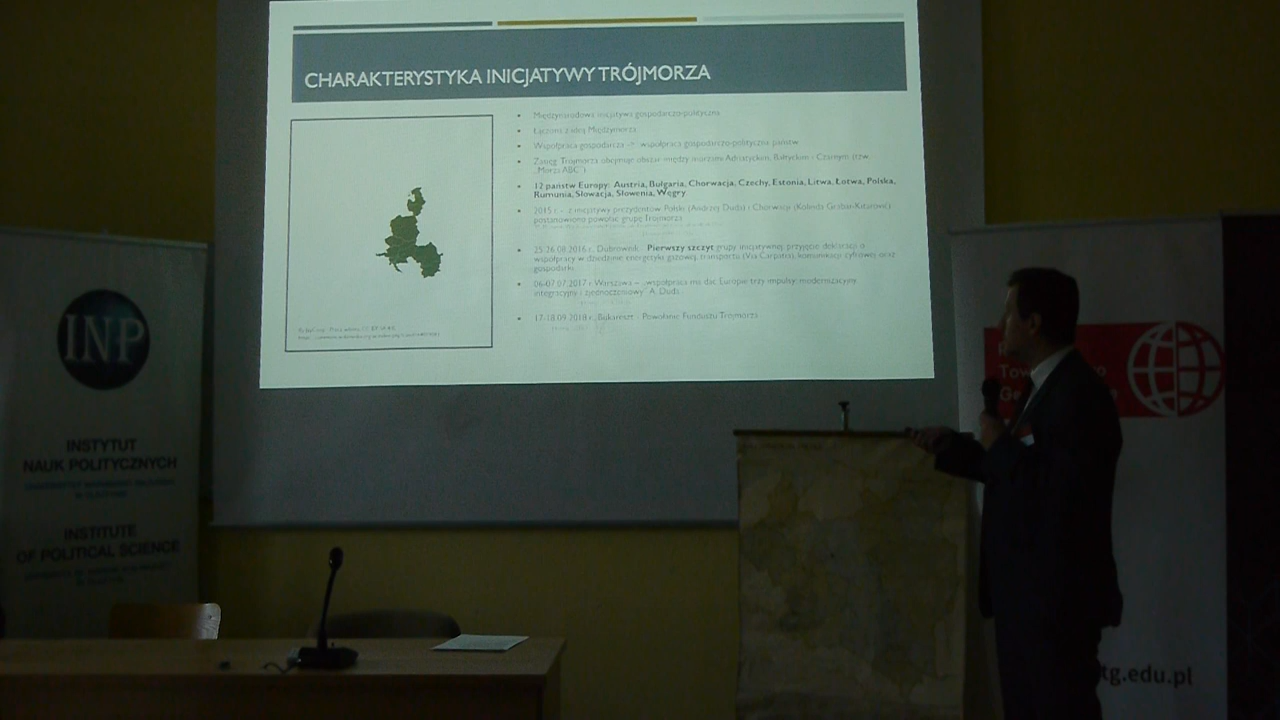 CHARAKTERYSTYKA INICJATYWY TRÓJMORZA
Międzynarodowa inicjatywa gospodarczo-polityczna
Łączona z ideą Międzymorza
Współpraca gospodarcza -> współpraca gospodarczo-polityczna państw
Zasięg Trójmorza obejmuje obszar między morzami Adriatyckim, Bałtyckim i Czarnym (tzw.
„Morza ABC")
12 państw Europy: Austria, Bułgaria, Chorwacja, Czechy, Estonia, Litwa, Łotwa, Polska,
Rumunia, Słowacja, Słowenia, Węgry
2015 r. – z inicjatywy prezydentów Polski (Andrzej Duda) i Chorwacji (Kolinda Grabar-Kitarović)
postanowiono powołać grupę Trójmorza
25-26.08.2016 r. Dubrownik - Pierwszy szczyt grupy inicjatywnej: przyjęcie deklaracji o
współpracy w dziedzinie energetyki gazowej, transportu (Via Carpatia), komunikacji cyfrowej oraz
gospodarki
06-07.07.2017 r. Warszawa – „współpraca ma dać Europie trzy impulsy: modernizacyjny,
integracyjny i zjednoczeniowy" A. Duda
17-18.09.2018 r., Bukareszt - Powołanie Funduszu Trójmorza
INP
INSTYTUT
NAUK POLITYCZNYCH
INSTITUTE
OF POLITICAL SCIENCE
tg.edu.pl